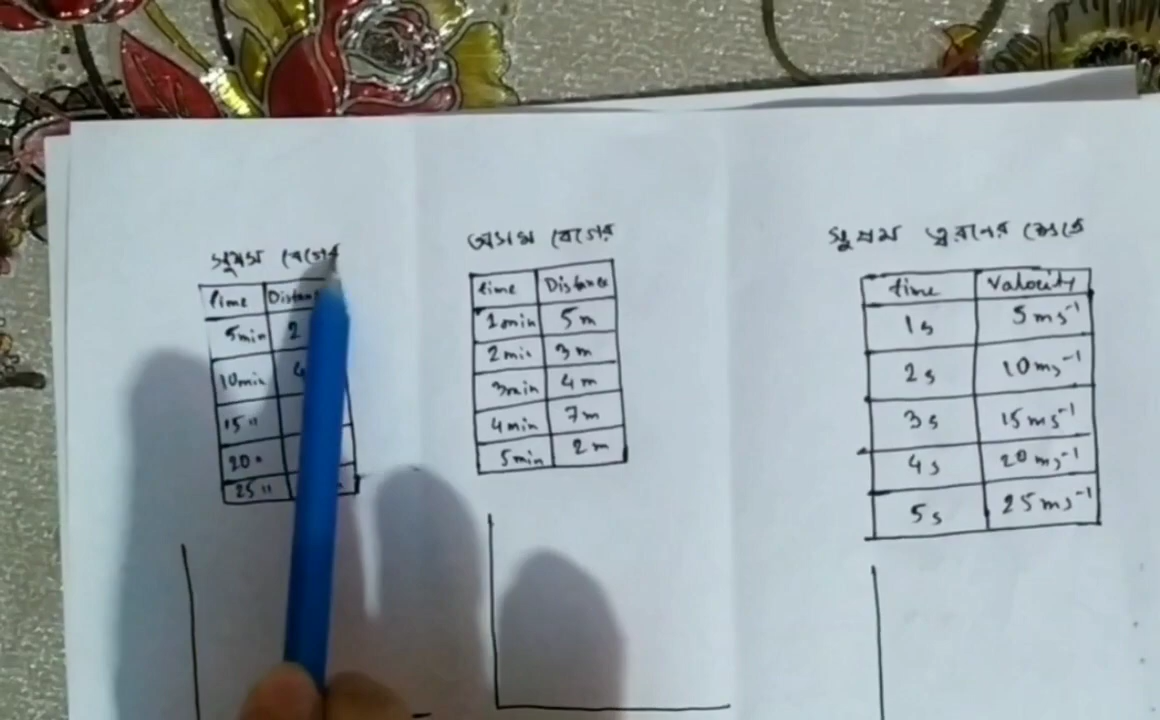 সুষম বেগের
time Distan
5min 2
10min 4
15 "
20 "
25 "
অসম বেগের
time Distance
1min 5m
2min 3m
3min 4m
4min 7m
5min 2m
সুষম ত্বরণের ক্ষেত্রে
time Valocity
1s 5ms⁻¹
2s 10ms⁻¹
3s 15ms⁻¹
4s 20ms⁻¹
5s 25ms⁻¹